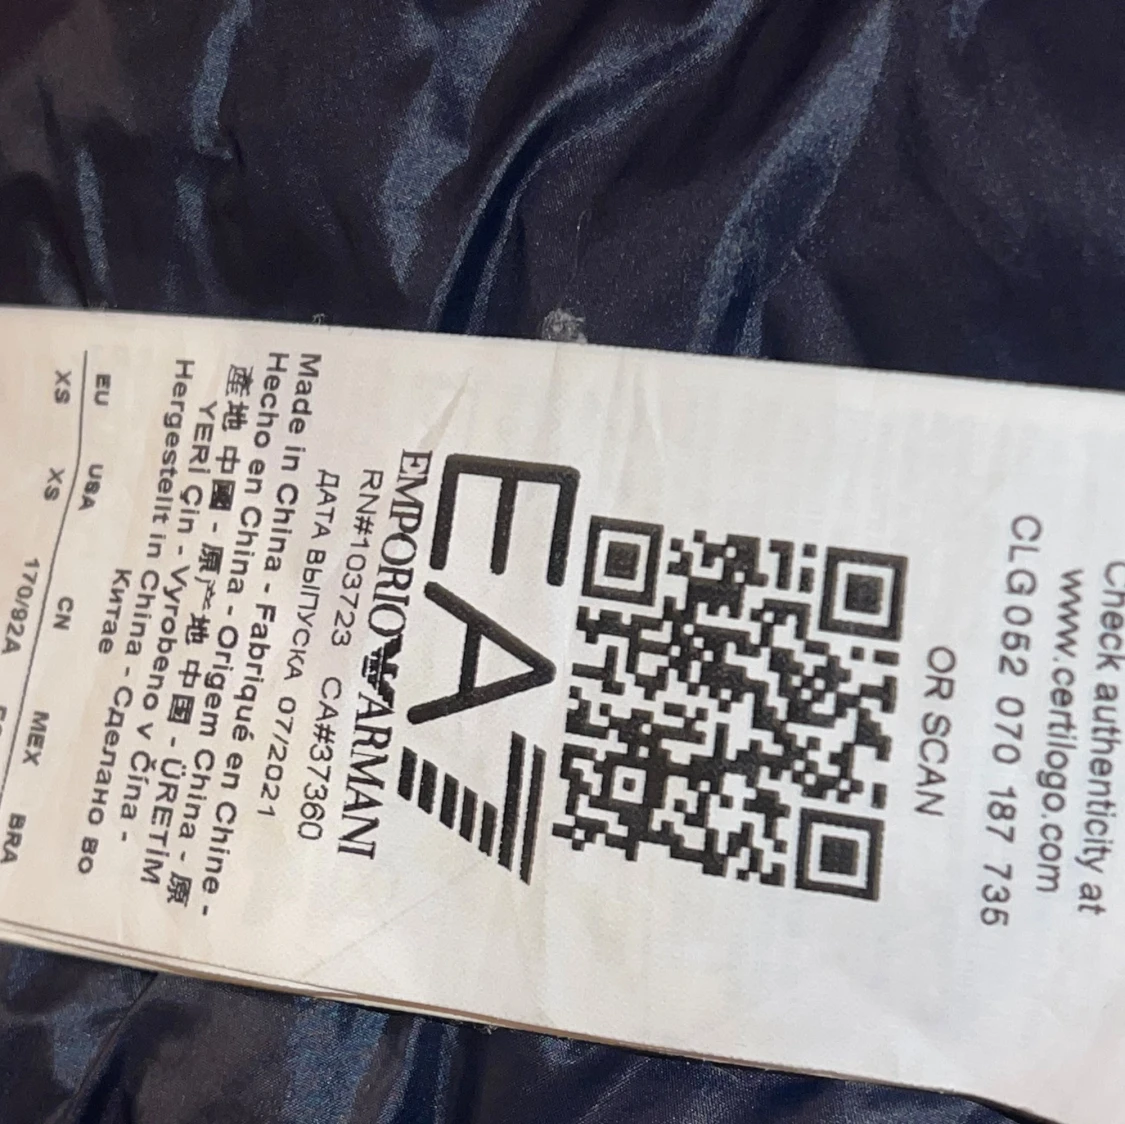 Check authenticity at
www.certilogo.com
CLG052 070 187 735
OR SCAN
EA7
EMPORIO ARMANI
RN#103723 CA#37360
ДАТА ВЫПУСКА 07/2021
Made in China - Fabriqué en Chine -
Hecho en China - Origem China - 原
産地 中國 - 原产地 中国 - ÜRETİM
YERİ Çin - Vyrobeno v Čína -
Hergestellt in China - Сделано во
Китае
EU USA CN MEX BRA
XS XS 170/92A